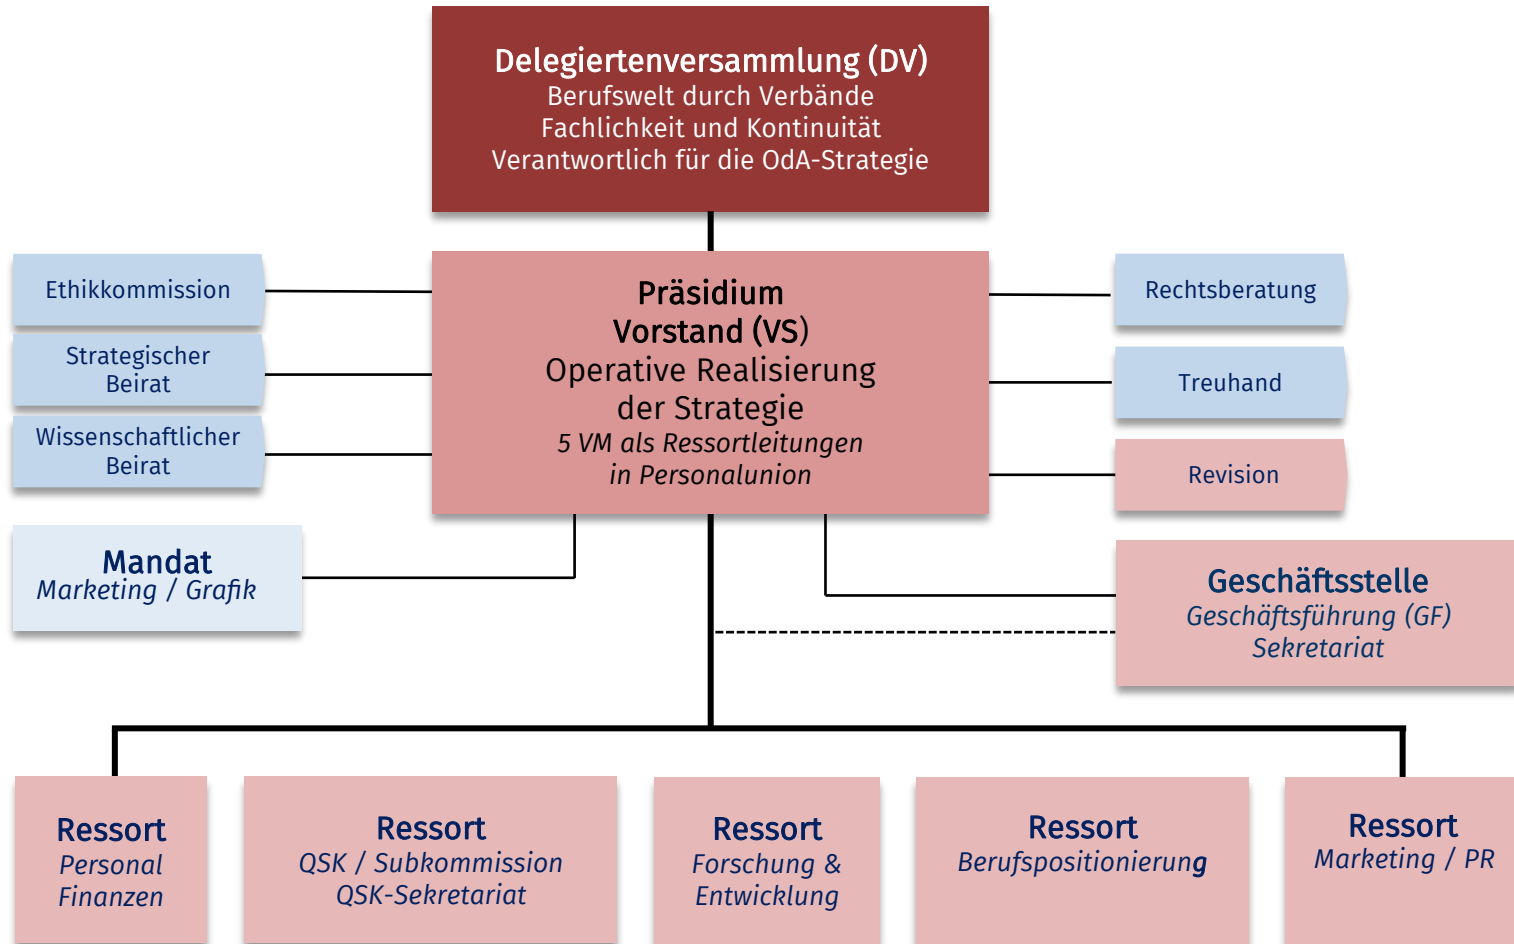 Delegiertenversammlung (DV)
Berufswelt durch Verbände
Fachlichkeit und Kontinuität
Verantwortlich für die OdA-Strategie
Ethikkommission
Strategischer
Beirat
Wissenschaftlicher
Beirat
Präsidium
Vorstand (VS)
Operative Realisierung
der Strategie
5 VM als Ressortleitungen
in Personalunion
Rechtsberatung
Treuhand
Revision
Mandat
Marketing / Grafik
Geschäftsstelle
Geschäftsführung (GF)
Sekretariat
Ressort
Personal
Finanzen
Ressort
QSK / Subkommission
QSK-Sekretariat
Ressort
Forschung &
Entwicklung
Ressort
Berufspositionierung
Ressort
Marketing / PR